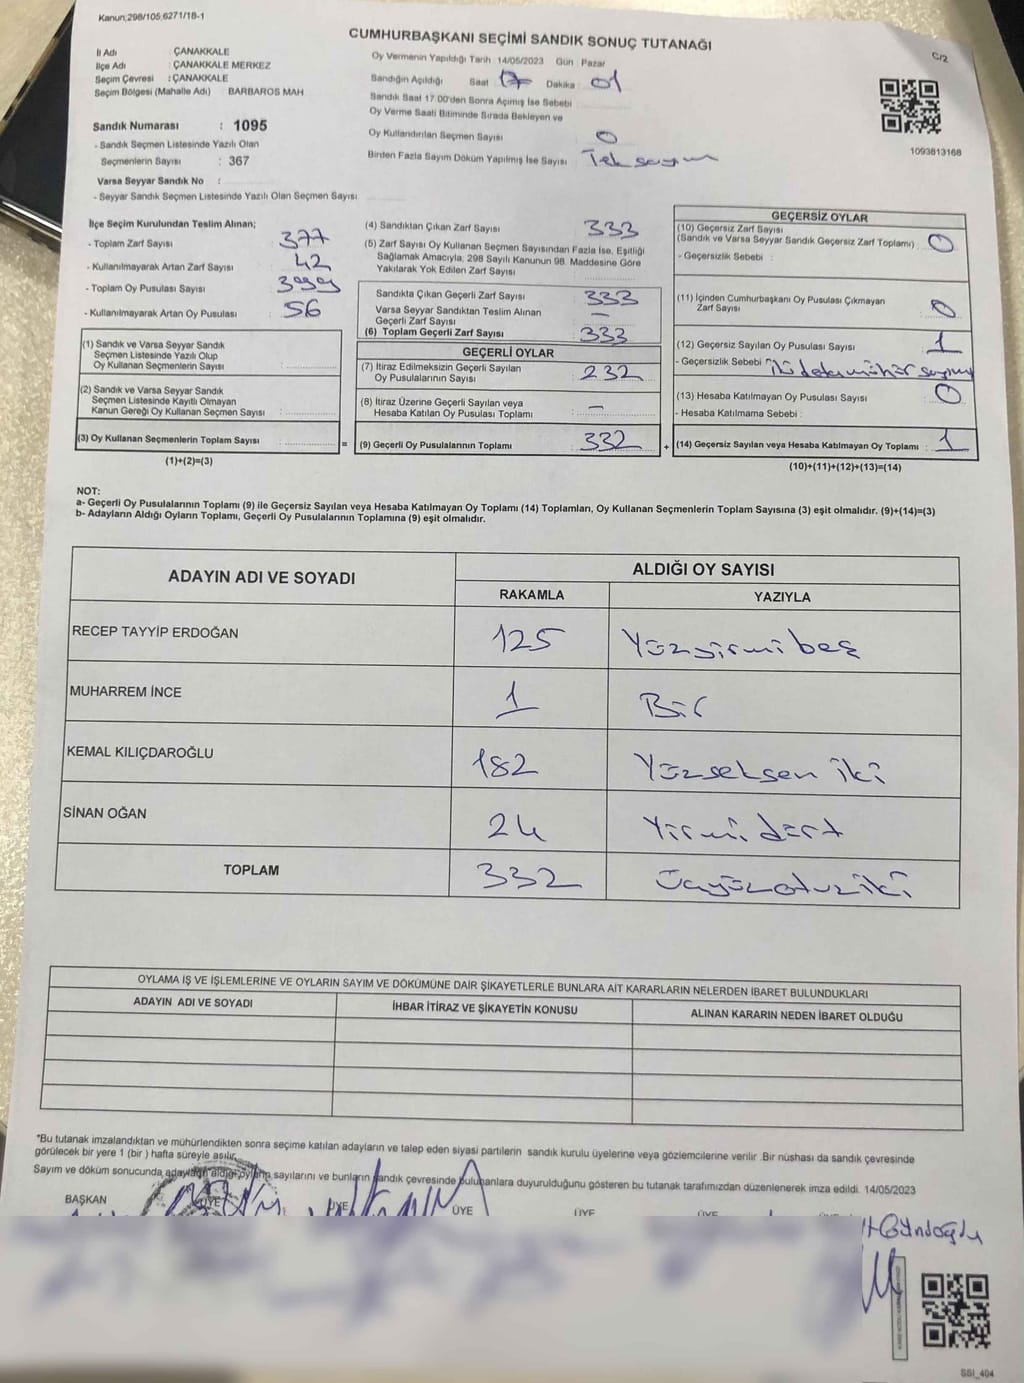 Kanun;298/105;6271/18-1
CUMHURBAŞKANI SEÇİMİ SANDIK SONUÇ TUTANAĞI
C/2
İl Adı : ÇANAKKALE
İlçe Adı : ÇANAKKALE MERKEZ
Seçim Çevresi : ÇANAKKALE
Seçim Bölgesi (Mahalle Adı) BARBAROS MAH
Oy Vermenin Yapıldığı Tarih 14/05/2023 Gün : Pazar
Sandığın Açıldığı Saat 17 Dakika : 01
Sandık Saat 17.00'den Sonra Açımış İse Sebebi
Oy Verme Saati Bitiminde Sırada Bekleyen ve
Oy Kullandırılan Seçmen Sayısı : 0
Birden Fazla Sayım Döküm Yapılmış İse Sayısı : Tek sayım
1093813168
Sandık Numarası : 1095
- Sandık Seçmen Listesinde Yazılı Olan
Seçmenlerin Sayısı : 367
Varsa Seyyar Sandık No :
- Seyyar Sandık Seçmen Listesinde Yazılı Olan Seçmen Sayısı
İlçe Seçim Kurulundan Teslim Alınan;
- Toplam Zarf Sayısı : 377
- Kullanılmayarak Artan Zarf Sayısı : 42
- Toplam Oy Pusulası Sayısı :
- Kullanılmayarak Artan Oy Pusulası : 56
(1) Sandık ve Varsa Seyyar Sandık
Seçmen Listesinde Yazılı Olup
Oy Kullanan Seçmenlerin Sayısı :
(2) Sandık ve Varsa Seyyar Sandık
Seçmen Listesinde Kayıtlı Olmayan
Kanun Gereği Oy Kullanan Seçmen Sayısı :
(3) Oy Kullanan Seçmenlerin Toplam Sayısı : =
(1)+(2)=(3)
(4) Sandıktan Çıkan Zarf Sayısı : 333
(5) Zarf Sayısı Oy Kullanan Seçmen Sayısından Fazla İse, Eşitliği
Sağlamak Amacıyla, 298 Sayılı Kanunun 98. Maddesine Göre
Yakılarak Yok Edilen Zarf Sayısı :
Sandıkta Çıkan Geçerli Zarf Sayısı : 333
Varsa Seyyar Sandıktan Teslim Alınan
Geçerli Zarf Sayısı : —
(6) Toplam Geçerli Zarf Sayısı : 333
GEÇERLİ OYLAR
(7) İtiraz Edilmeksizin Geçerli Sayılan
Oy Pusulalarının Sayısı : 232
(8) İtiraz Üzerine Geçerli Sayılan veya
Hesaba Katılan Oy Pusulası Toplamı : —
(9) Geçerli Oy Pusulalarının Toplamı : 332 +
GEÇERSİZ OYLAR
(10) Geçersiz Zarf Sayısı
(Sandık ve Varsa Seyyar Sandık Geçersiz Zarf Toplamı) : 0
- Geçersizlik Sebebi :
(11) İçinden Cumhurbaşkanı Oy Pusulası Çıkmayan
Zarf Sayısı : 0
(12) Geçersiz Sayılan Oy Pusulası Sayısı : 1
- Geçersizlik Sebebi :
(13) Hesaba Katılmayan Oy Pusulası Sayısı : 0
- Hesaba Katılmama Sebebi :
(14) Geçersiz Sayılan veya Hesaba Katılmayan Oy Toplamı : 1
(10)+(11)+(12)+(13)=(14)
NOT:
a- Geçerli Oy Pusulalarının Toplamı (9) ile Geçersiz Sayılan veya Hesaba Katılmayan Oy Toplamı (14) Toplamları, Oy Kullanan Seçmenlerin Toplam Sayısına (3) eşit olmalıdır. (9)+(14)=(3)
b- Adayların Aldığı Oyların Toplamı, Geçerli Oy Pusulalarının Toplamına (9) eşit olmalıdır.
ADAYIN ADI VE SOYADI
ALDIĞI OY SAYISI
RAKAMLA YAZIYLA
RECEP TAYYİP ERDOĞAN 125 Yüzyirmi beş
MUHARREM İNCE 1 Bir
KEMAL KILIÇDAROĞLU 182 Yüzseksen iki
SİNAN OĞAN 24 Yirmi dört
TOPLAM 332 üçyüzotuziki
OYLAMA İŞ VE İŞLEMLERİNE VE OYLARIN SAYIM VE DÖKÜMÜNE DAİR ŞİKAYETLERLE BUNLARA AİT KARARLARIN NELERDEN İBARET BULUNDUKLARI
ADAYIN ADI VE SOYADI İHBAR İTİRAZ VE ŞİKAYETİN KONUSU ALINAN KARARIN NEDEN İBARET OLDUĞU
*Bu tutanak imzalandıktan ve mühürlendikten sonra seçime katılan adayların ve talep eden siyasi partilerin sandık kurulu üyelerine veya gözlemcilerine verilir .Bir nüshası da sandık çevresinde
görülecek bir yere 1 (bir ) hafta süreyle asılır.
Sayım ve döküm sonucunda adayların aldığı oyların sayılarını ve bunların sandık çevresinde bulunanlara duyurulduğunu gösteren bu tutanak tarafımızdan düzenlenerek imza edildi. 14/05/2023
BAŞKAN ÜYE ÜYE ÜYE ÜYE ÜYE
SSI_404